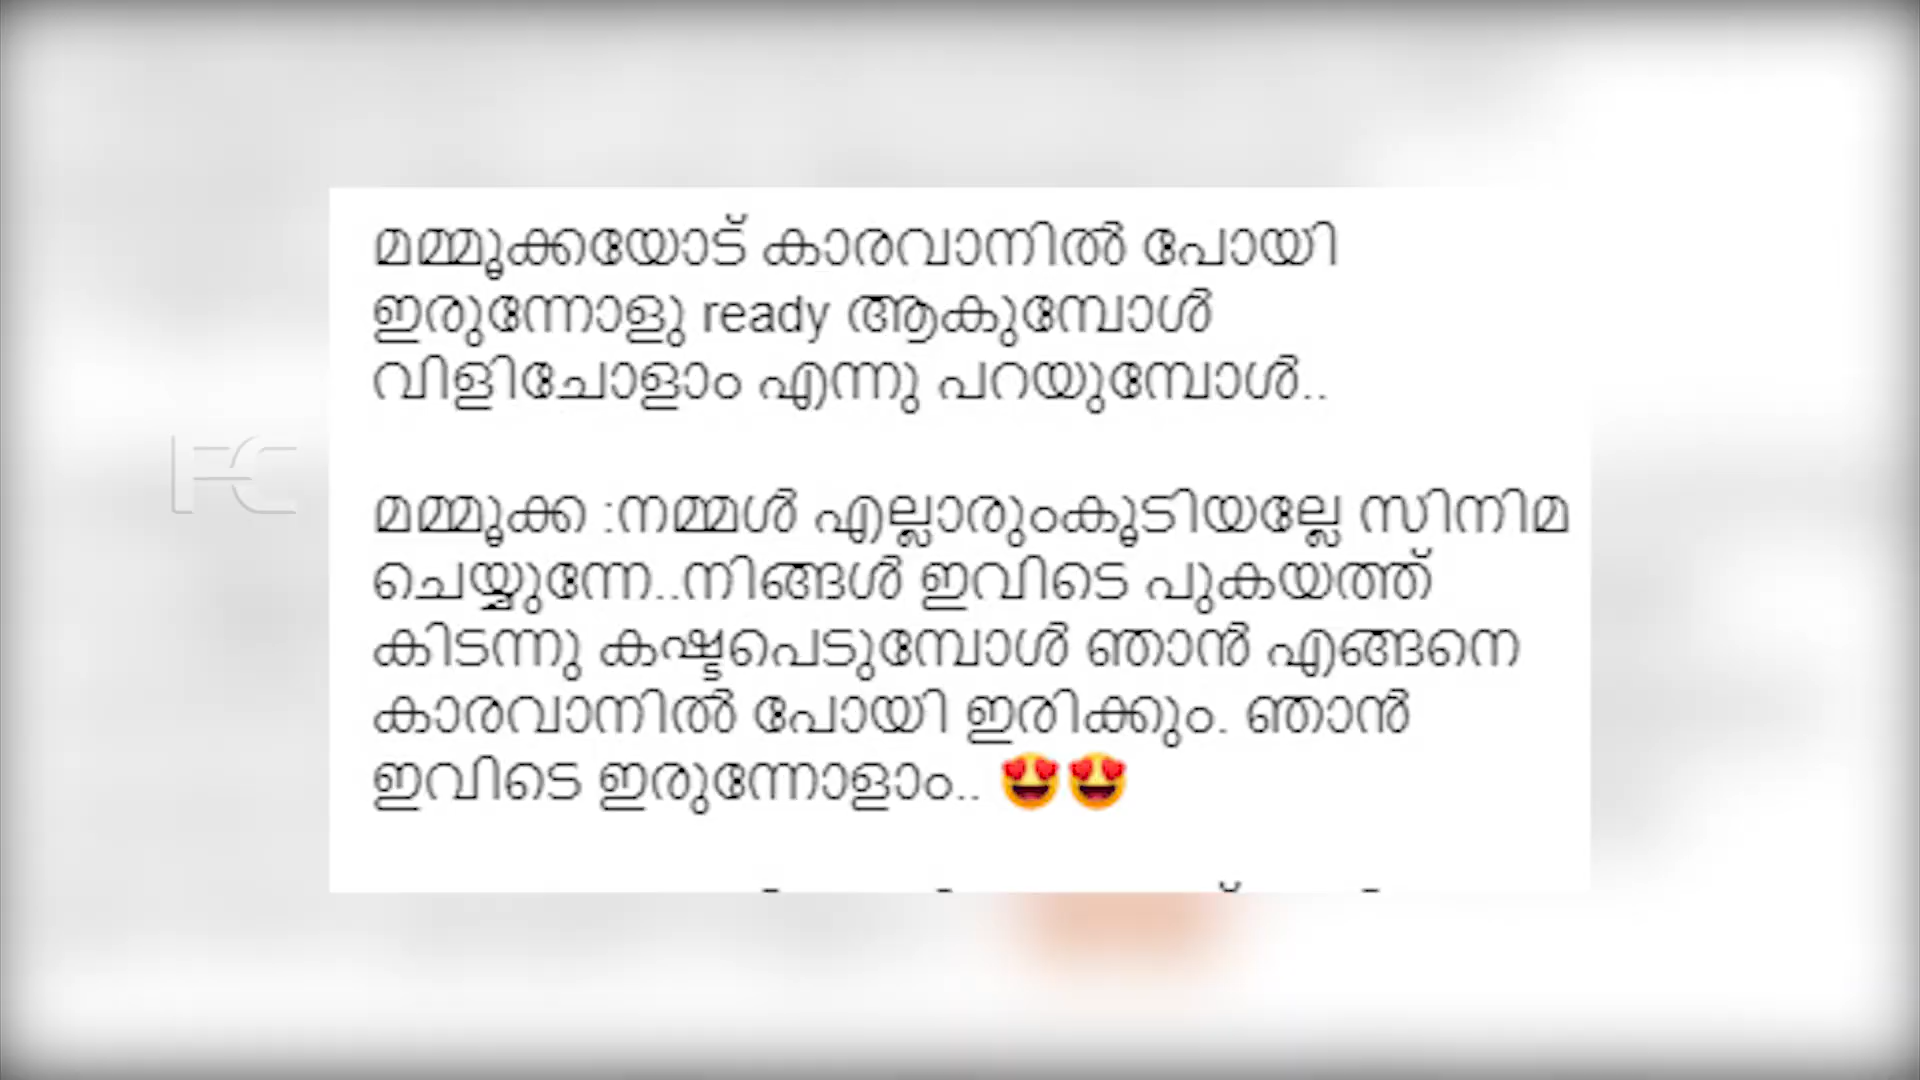 മമ്മൂക്കയോട് കാരവാനിൽ പോയി
ഇരുന്നോളു ready ആകുമ്പോൾ
വിളിചോളാം എന്നു പറയുമ്പോൾ..
FC
മമ്മൂക്ക :നമ്മൾ എല്ലാരുംകൂടിയല്ലേ സിനിമ
ചെയ്യുന്നേ..നിങ്ങൾ ഇവിടെ പുകയത്ത്
കിടന്നു കഷ്ടപെടുമ്പോൾ ഞാൻ എങ്ങനെ
കാരവാനിൽ പോയി ഇരിക്കും. ഞാൻ
ഇവിടെ ഇരുന്നോളാം.. 😍😍